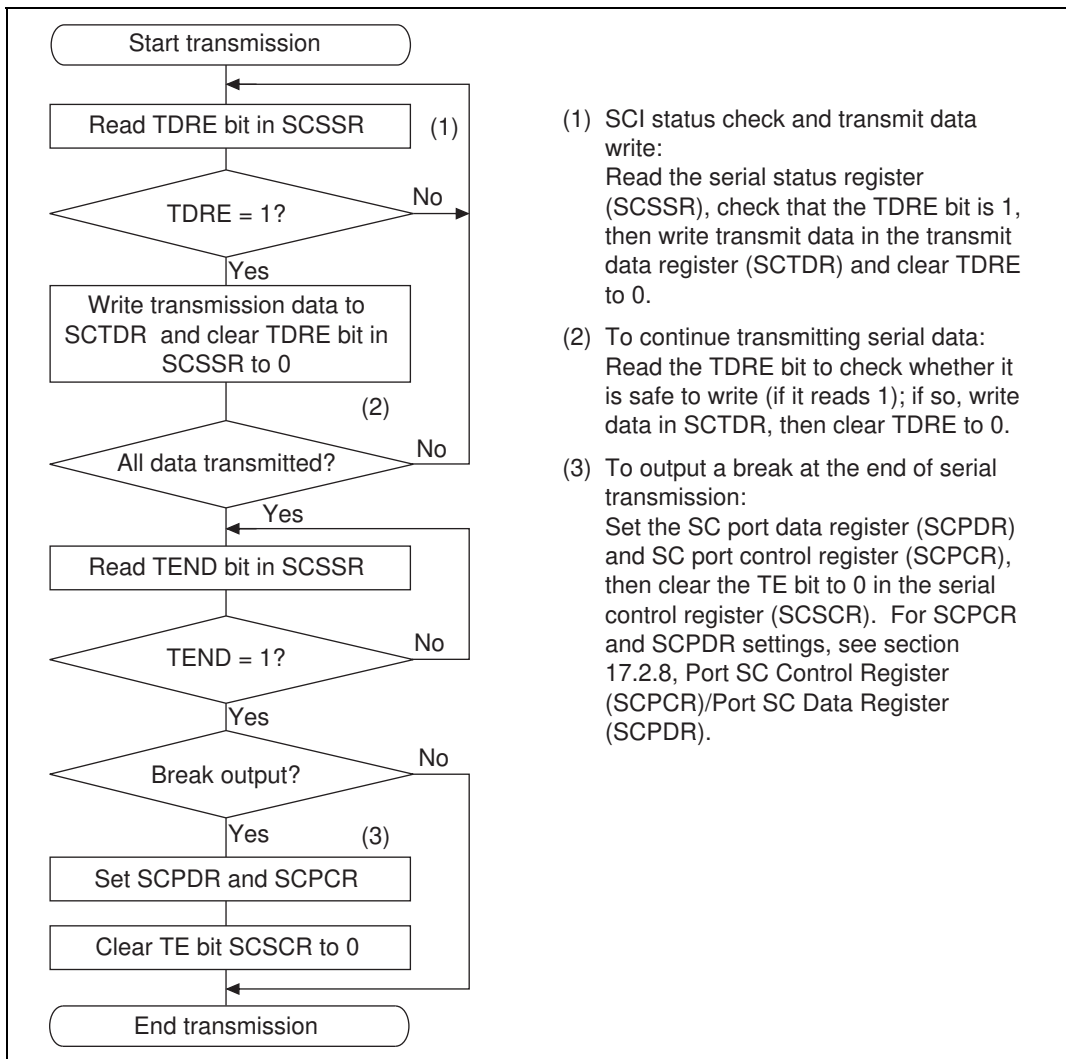 Start transmission
Read TDRE bit in SCSSR
(1)
TDRE = 1?
No
Yes
Write transmission data to
SCTDR and clear TDRE bit in
SCSSR to 0
(2)
All data transmitted?
No
Yes
Read TEND bit in SCSSR
TEND = 1?
No
Yes
Break output?
No
Yes
(3)
Set SCPDR and SCPCR
Clear TE bit SCSCR to 0
End transmission
(1) SCI status check and transmit data
write:
Read the serial status register
(SCSSR), check that the TDRE bit is 1,
then write transmit data in the transmit
data register (SCTDR) and clear TDRE
to 0.
(2) To continue transmitting serial data:
Read the TDRE bit to check whether it
is safe to write (if it reads 1); if so, write
data in SCTDR, then clear TDRE to 0.
(3) To output a break at the end of serial
transmission:
Set the SC port data register (SCPDR)
and SC port control register (SCPCR),
then clear the TE bit to 0 in the serial
control register (SCSCR). For SCPCR
and SCPDR settings, see section
17.2.8, Port SC Control Register
(SCPCR)/Port SC Data Register
(SCPDR).